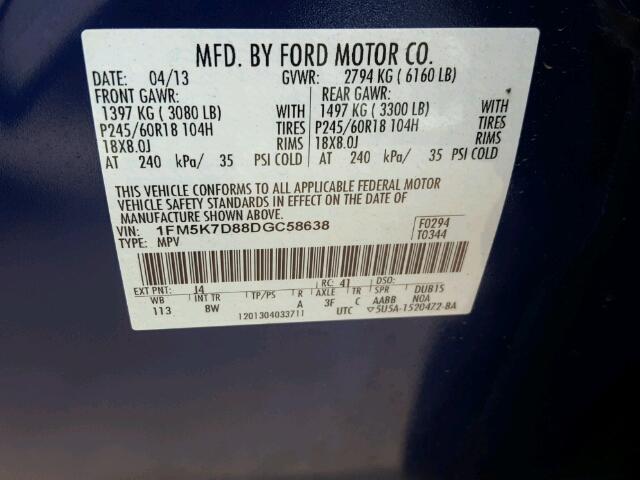 MFD. BY FORD MOTOR CO.
DATE: 04/13 GVWR: 2794 KG ( 6160 LB)
FRONT GAWR: REAR GAWR:
1397 KG ( 3080 LB) WITH 1497 KG ( 3300 LB) WITH
P245/60R18 104H TIRES P245/60R18 104H TIRES
18X8.0J RIMS 18X8.0J RIMS
AT 240 kPa/ 35 PSI COLD AT 240 kPa/ 35 PSI COLD
THIS VEHICLE CONFORMS TO ALL APPLICABLE FEDERAL MOTOR
VEHICLE SAFETY STANDARDS IN EFFECT ON THE DATE OF
MANUFACTURE SHOWN ABOVE.
VIN: 1FM5K7D88DGC58638 F0294
TYPE: MPV T0344
EXT PNT: J4 RC: 41 DSO:
WB INT TR TP/PS R AXLE TR SPR DUB15
113 8W A 3F C AABB NOA
1201304033711 UTC ▽5U5A-1520472-BA